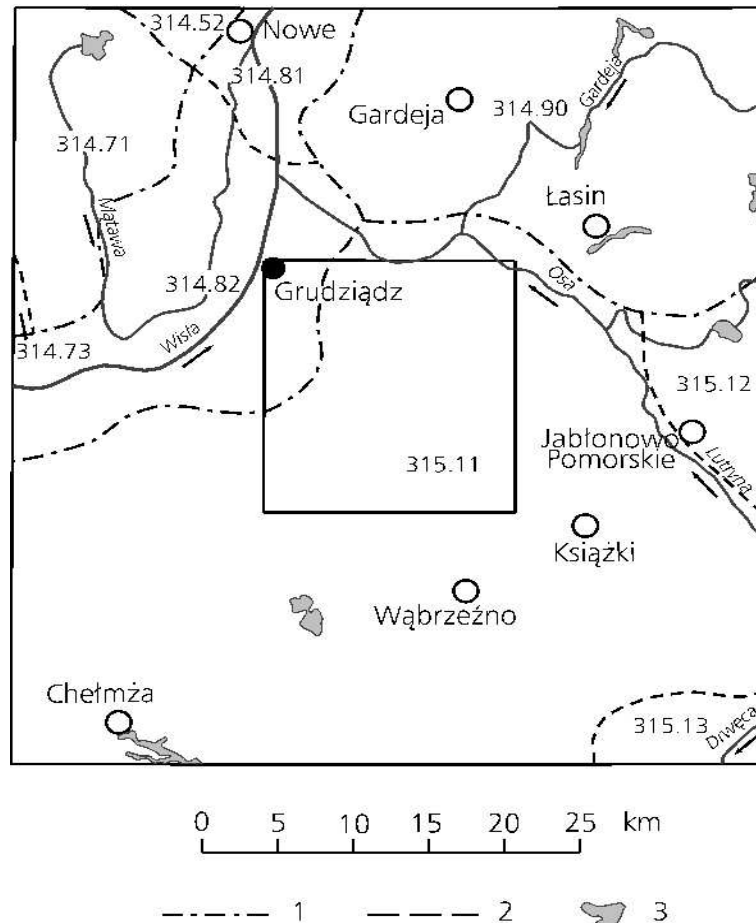 314.52
Nowe
314.81
Gardeja
314.90
Gardeja
314.71
Łasin
Mątawa
314.82
Osa
Grudziądz
Wisła
314.73
315.12
Jabłonowo
Pomorskie
315.11
Lutryna
Książki
Wąbrzeźno
Chełmża
315.13
Drwęca
0 5 10 15 20 25 km
1 2 3